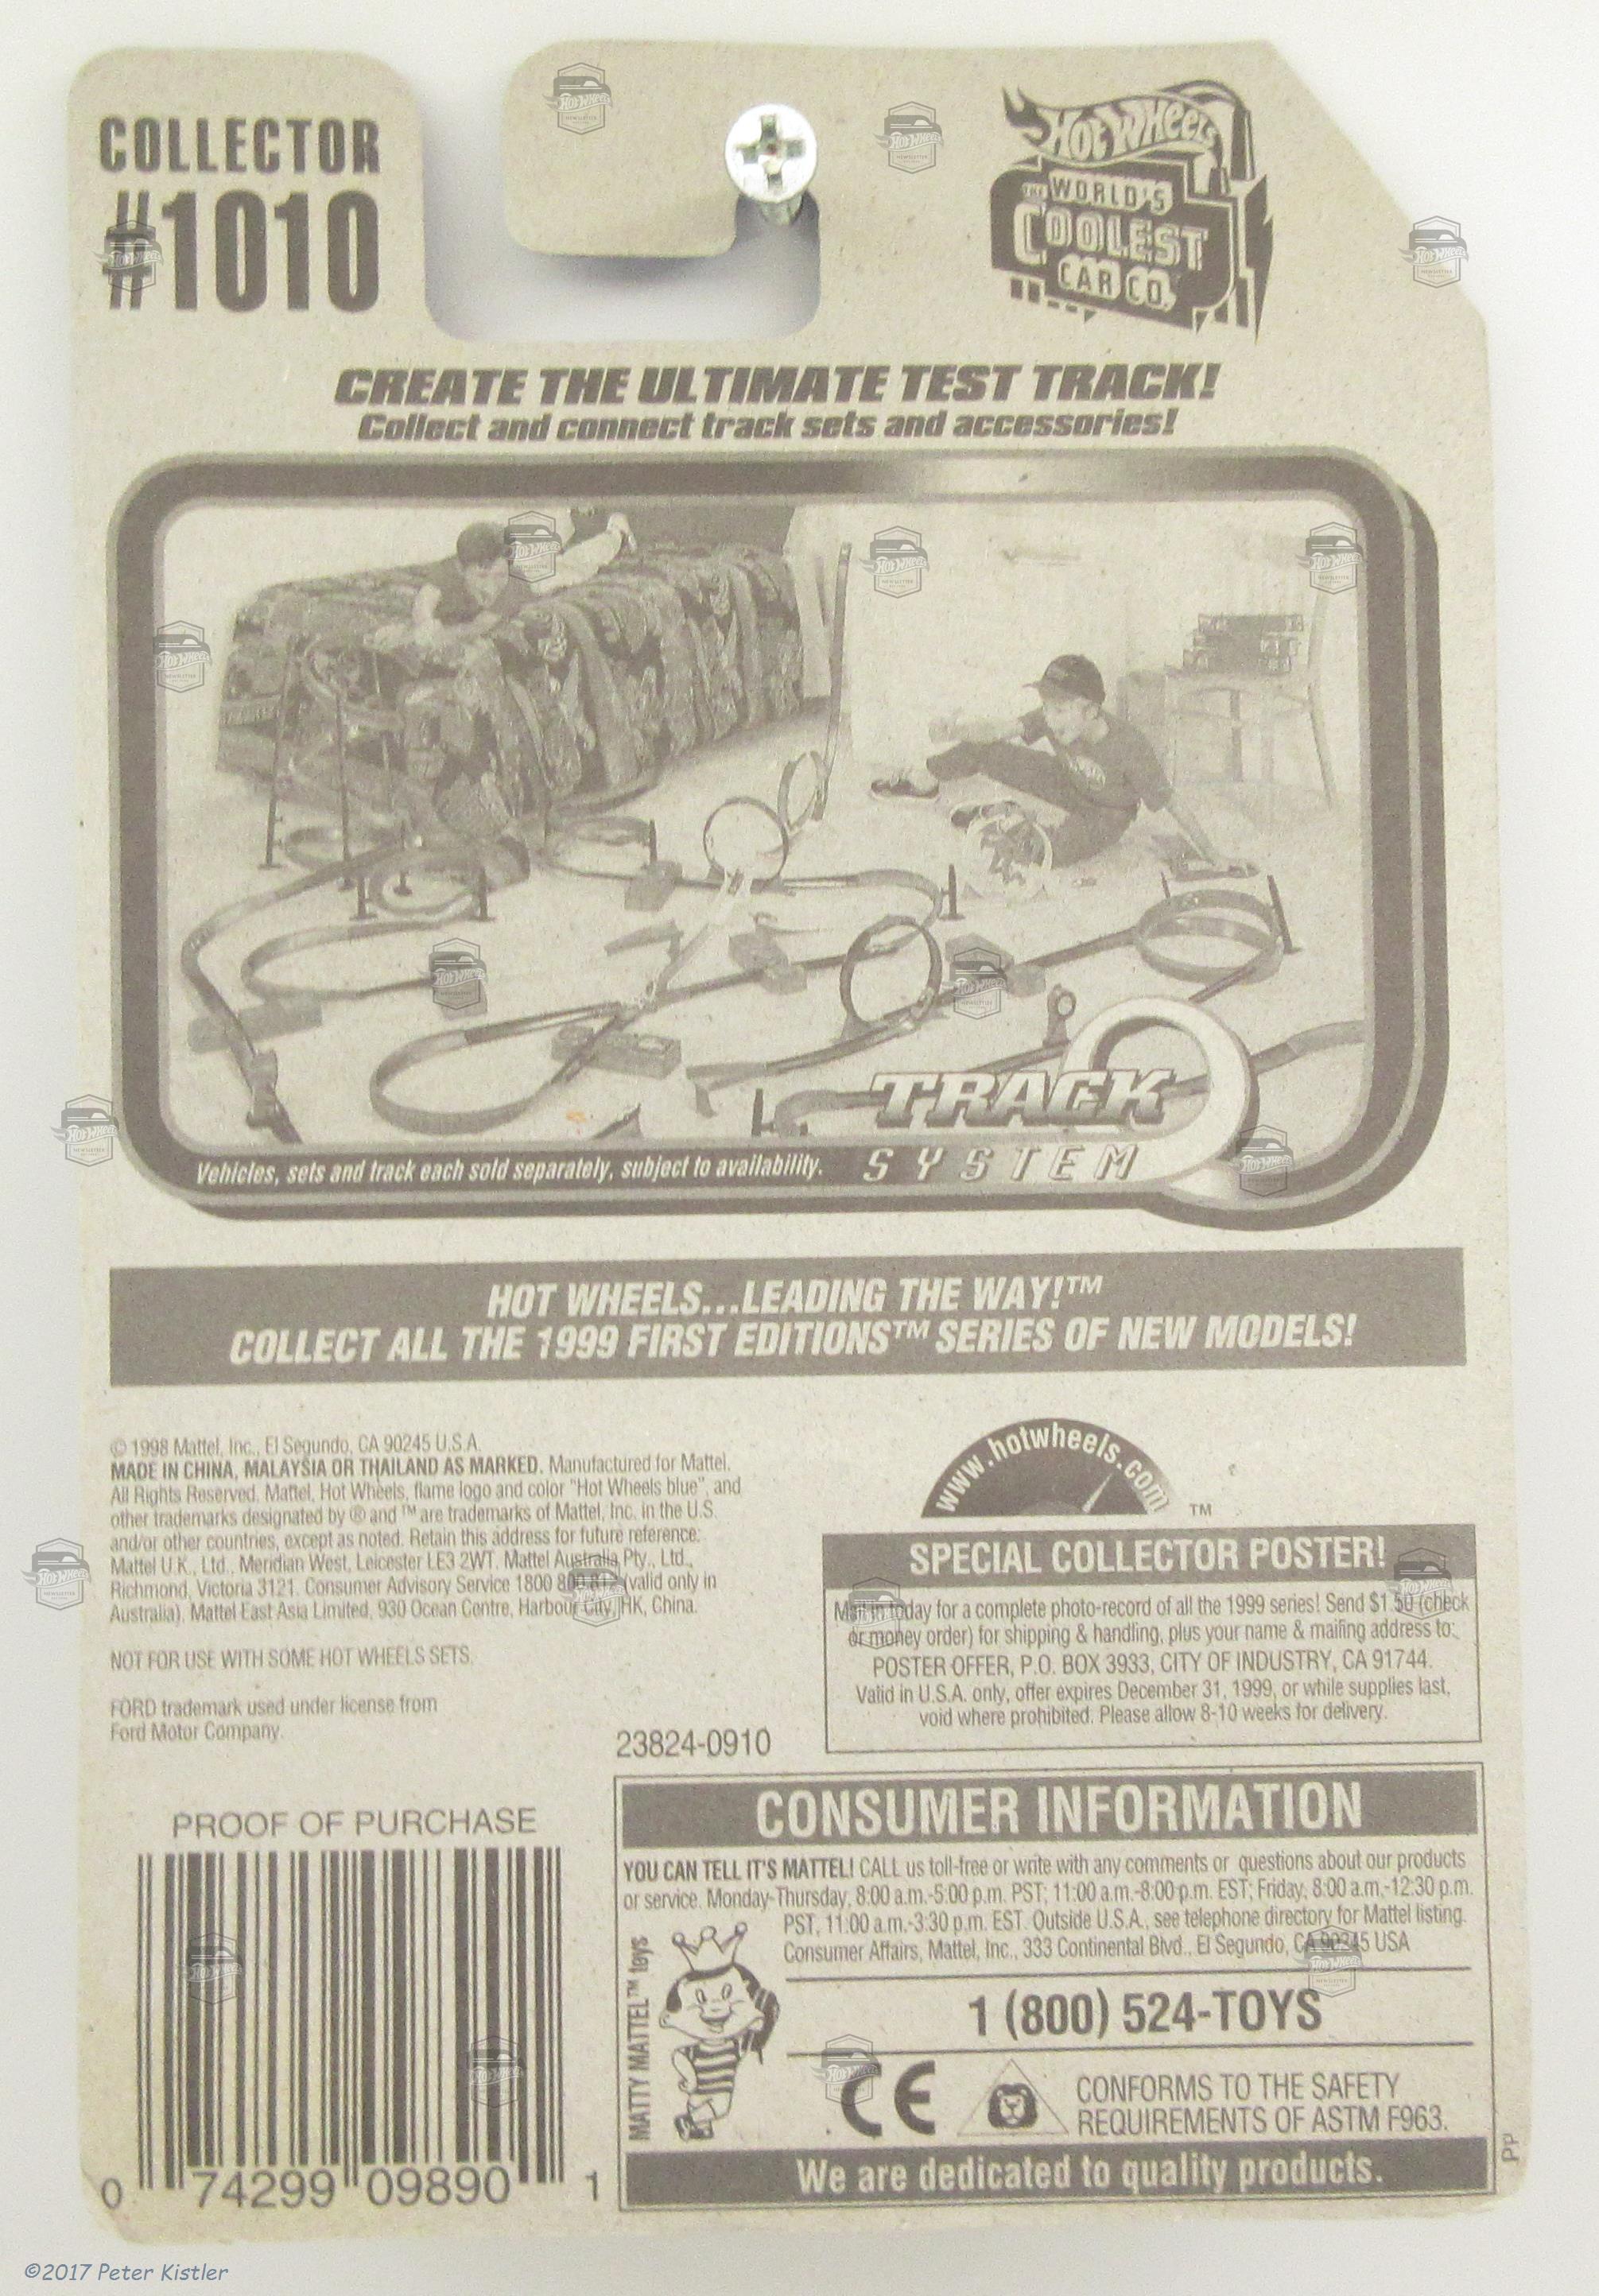 COLLECTOR
#1010
Hot Wheels
THE WORLD'S
COOLEST
CAR CO.
CREATE THE ULTIMATE TEST TRACK!
Collect and connect track sets and accessories!
TRACK
SYSTEM
Vehicles, sets and track each sold separately, subject to availability.
HOT WHEELS...LEADING THE WAY!™
COLLECT ALL THE 1999 FIRST EDITIONS™ SERIES OF NEW MODELS!
© 1998 Mattel, Inc., El Segundo, CA 90245 U.S.A.
MADE IN CHINA, MALAYSIA OR THAILAND AS MARKED. Manufactured for Mattel.
All Rights Reserved. Mattel, Hot Wheels, flame logo and color "Hot Wheels blue", and
other trademarks designated by ® and ™ are trademarks of Mattel, Inc. in the U.S.
and/or other countries, except as noted. Retain this address for future reference:
Mattel U.K., Ltd., Meridian West, Leicester LE3 2WT. Mattel Australia Pty., Ltd.,
Richmond, Victoria 3121. Consumer Advisory Service 1800 800 812 (valid only in
Australia), Mattel East Asia Limited, 930 Ocean Centre, Harbour City, HK, China.
NOT FOR USE WITH SOME HOT WHEELS SETS.
FORD trademark used under license from
Ford Motor Company.
23824-0910
www.hotwheels.com
™
SPECIAL COLLECTOR POSTER!
Mail in today for a complete photo-record of all the 1999 series! Send $1.50 (check
or money order) for shipping & handling, plus your name & mailing address to:
POSTER OFFER, P.O. BOX 3933, CITY OF INDUSTRY, CA 91744.
Valid in U.S.A. only, offer expires December 31, 1999, or while supplies last,
void where prohibited. Please allow 8-10 weeks for delivery.
PROOF OF PURCHASE
0 74299 09890 1
CONSUMER INFORMATION
YOU CAN TELL IT'S MATTEL! CALL us toll-free or write with any comments or questions about our products
or service. Monday-Thursday, 8:00 a.m.-5:00 p.m. PST; 11:00 a.m.-8:00 p.m. EST; Friday, 8:00 a.m.-12:30 p.m.
PST, 11:00 a.m.-3:30 p.m. EST. Outside U.S.A., see telephone directory for Mattel listing.
Consumer Affairs, Mattel, Inc., 333 Continental Blvd., El Segundo, CA 90245 USA
MATTY MATTEL™ toys
1 (800) 524-TOYS
CE
CONFORMS TO THE SAFETY
REQUIREMENTS OF ASTM F963.
We are dedicated to quality products.
PP
©2017 Peter Kistler